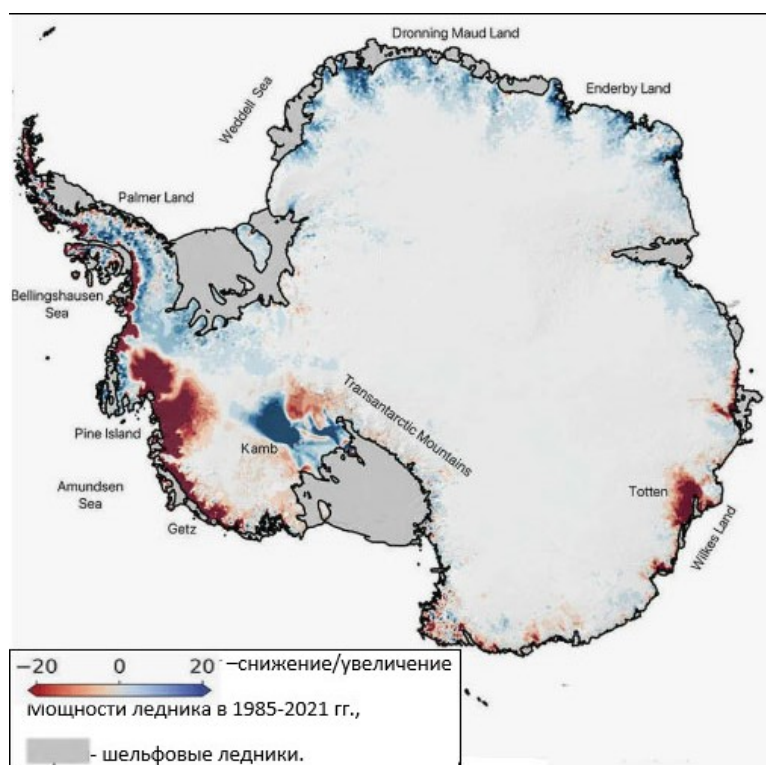 Dronning Maud Land
Enderby Land
Weddell Sea
Palmer Land
Bellingshausen
Sea
Transantarctic Mountains
Pine Island
Kamb
Amundsen
Sea
Totten
Getz
Wilkes Land
−20 0 20 –снижение/увеличение
Мощности ледника в 1985-2021 гг.,
- шельфовые ледники.